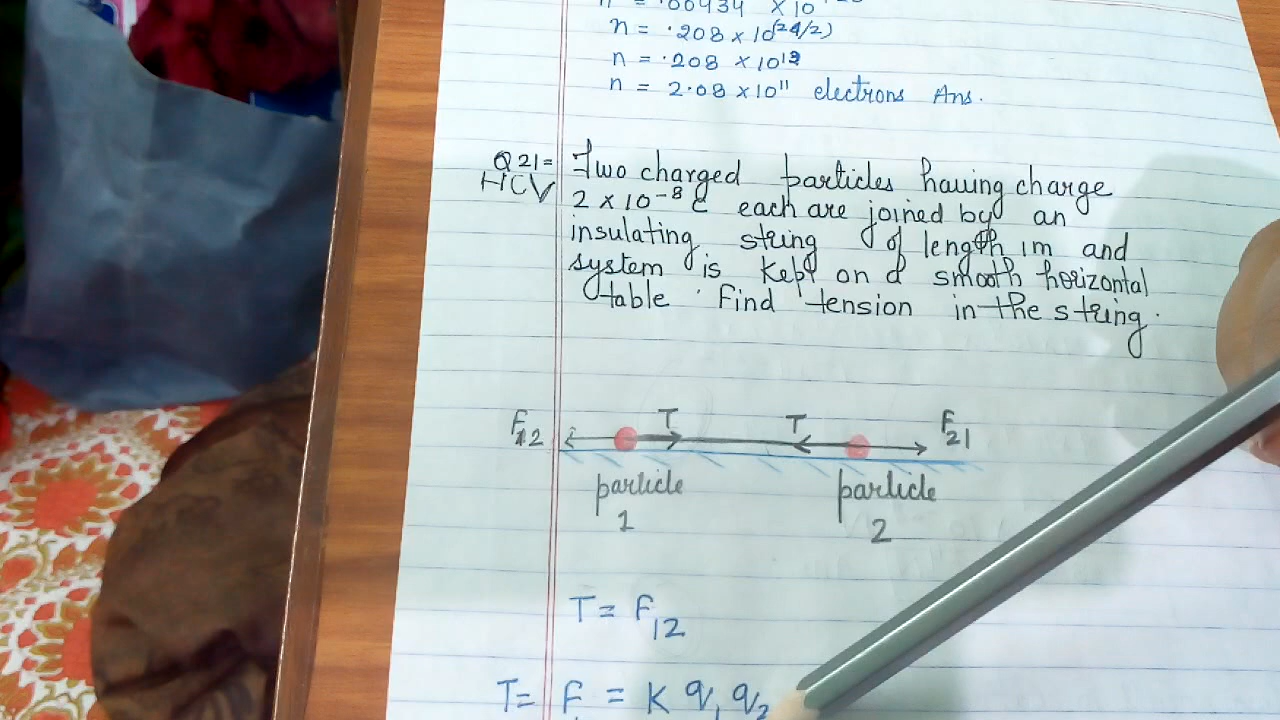 n = .00434 × 10
n = .208 × 10^(24/2)
n = .208 × 10^12
n = 2.08 × 10^11 electrons Ans.
Q21=
HCV
Two charged particles having charge
2 × 10^-8 C each are joined by an
insulating string of length 1m and
system is kept on a smooth horizontal
table. Find tension in the string.
F12 T T F21
particle particle
1 2
T = F12
T = F = K q1 q2